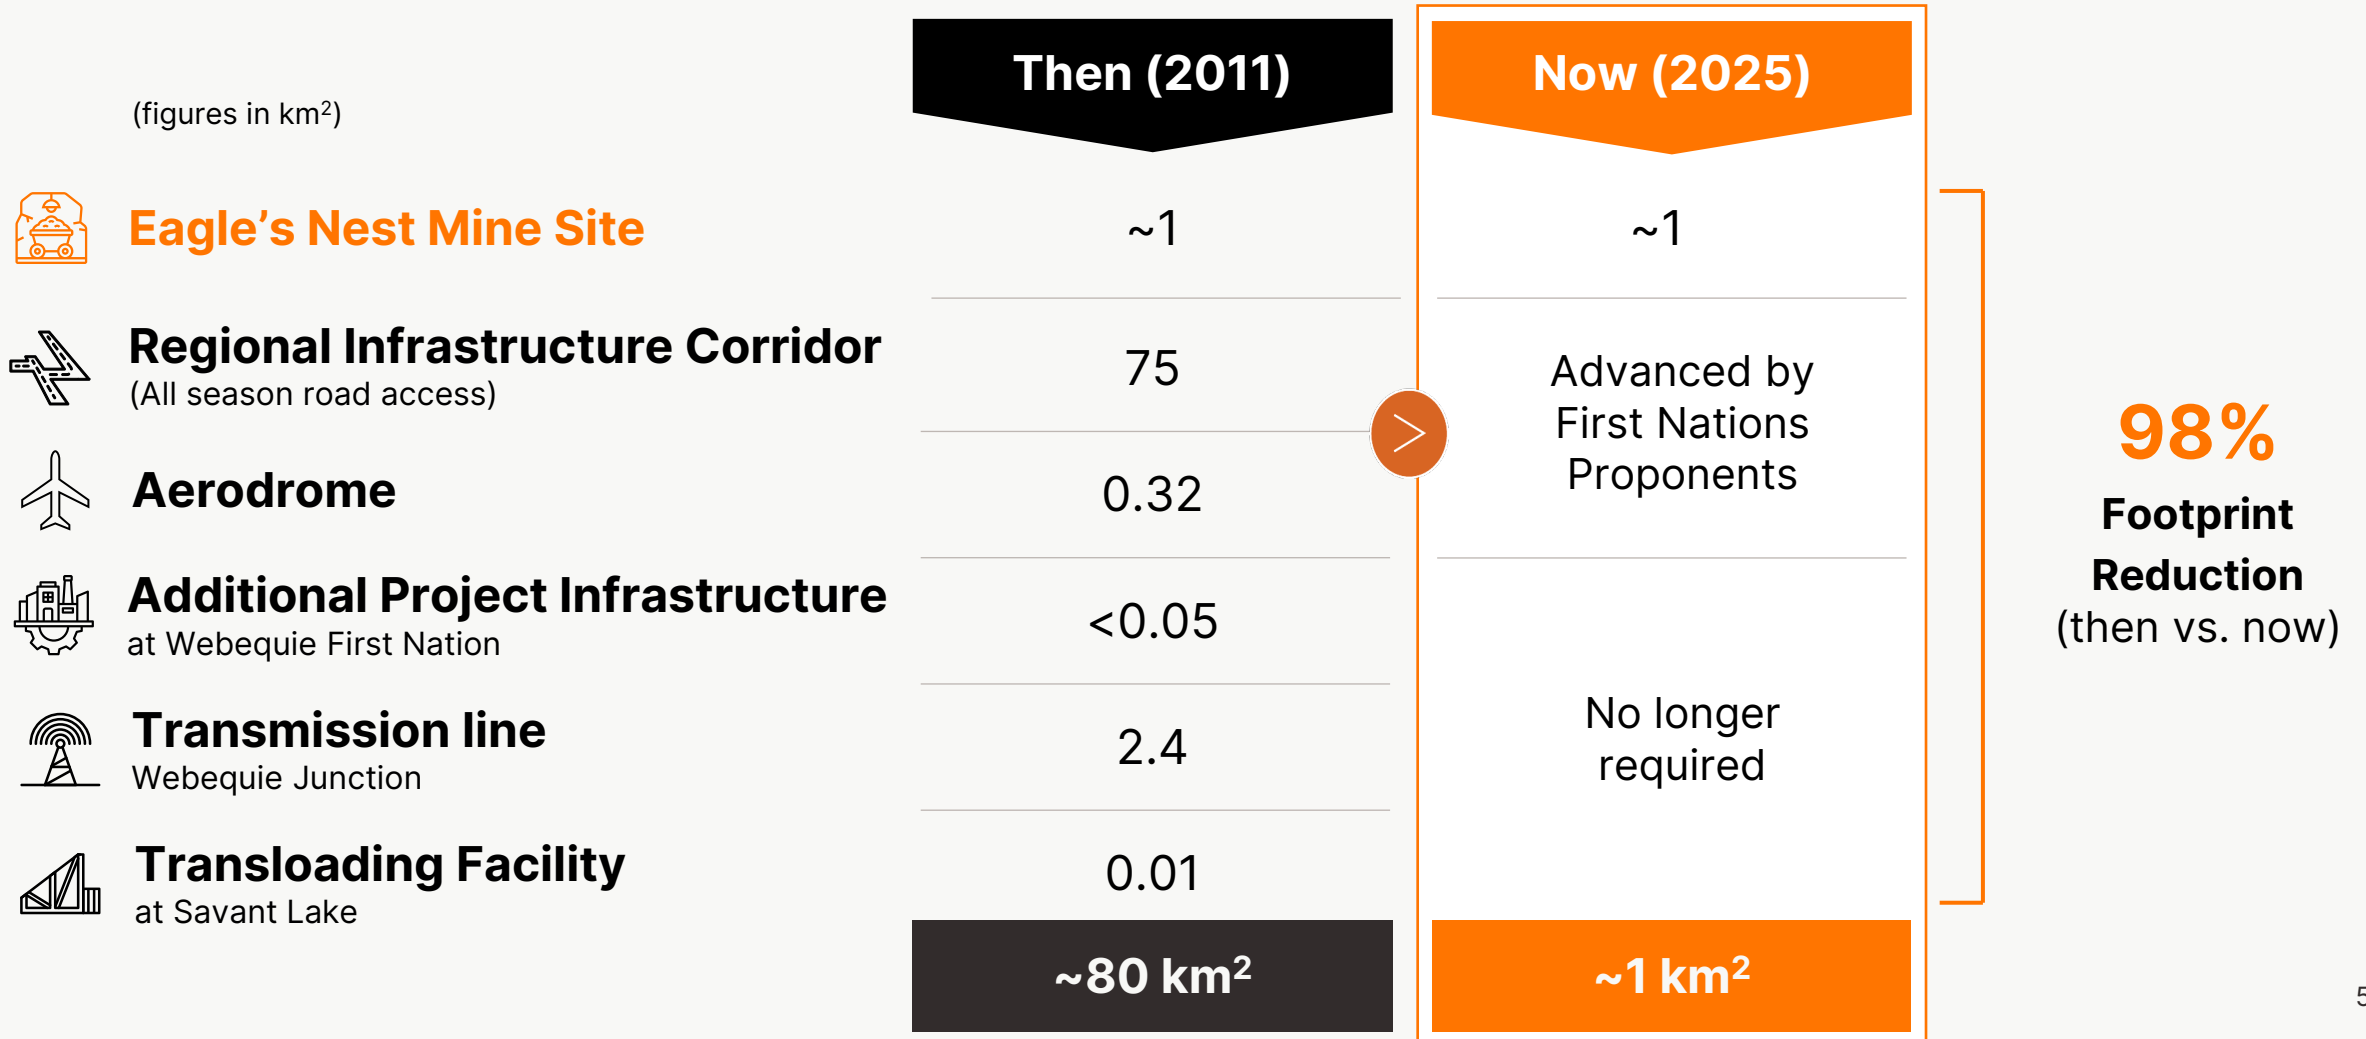 Then (2011)
Now (2025)
(figures in km²)
Eagle’s Nest Mine Site
~1
~1
Regional Infrastructure Corridor
(All season road access)
75
Advanced by
First Nations
Proponents
Aerodrome
0.32
Additional Project Infrastructure
at Webequie First Nation
<0.05
Transmission line
Webequie Junction
2.4
No longer
required
Transloading Facility
at Savant Lake
0.01
~80 km²
~1 km²
98%
Footprint
Reduction
(then vs. now)
5